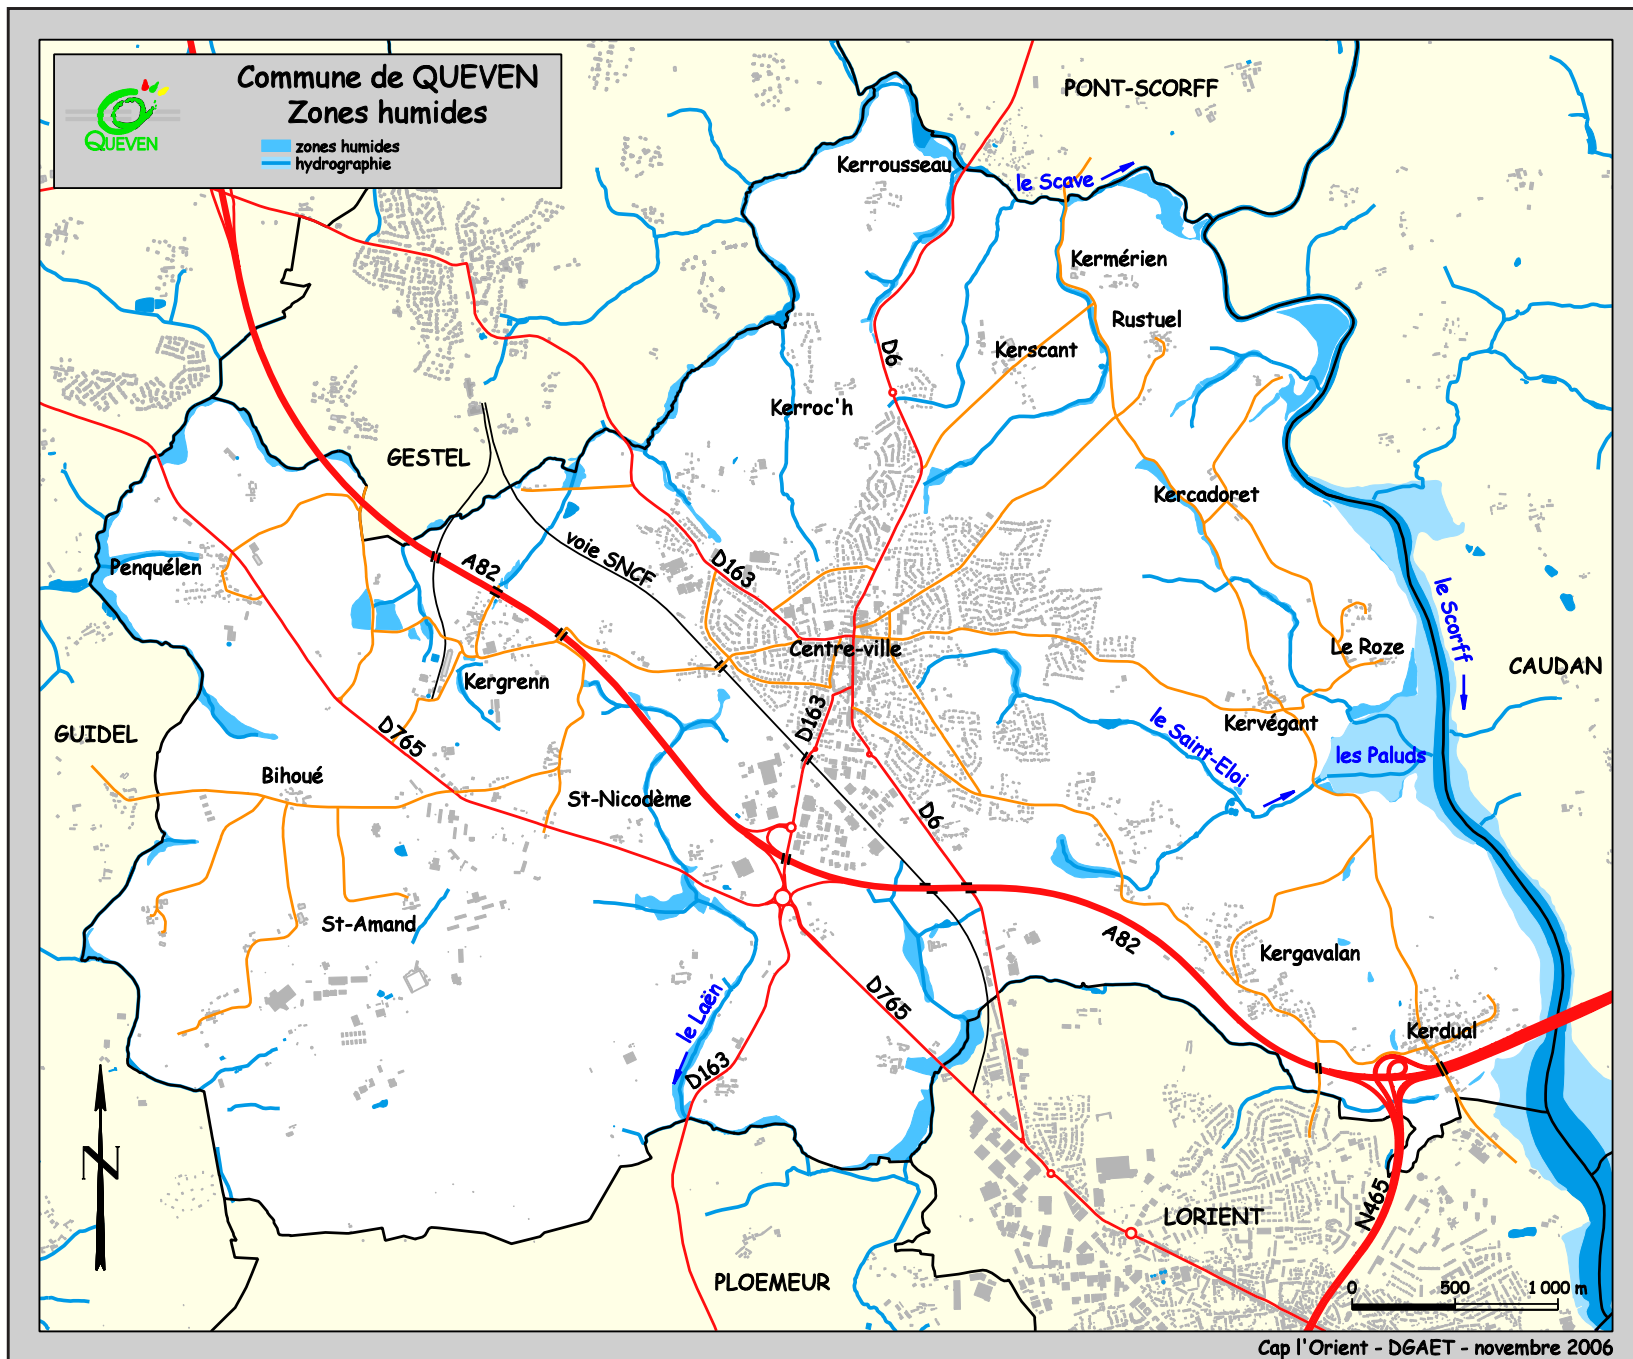 Commune de QUEVEN
Zones humides
QUEVEN
zones humides
hydrographie
PONT-SCORFF
Kerrousseau
le Scave
Kermérien
Rustuel
D6
Kerscant
Kerroc'h
GESTEL
Kercadoret
voie SNCF
A82
D163
Penquélen
le Scorff
Centre-ville
Le Roze
CAUDAN
Kergrenn
D163
Kervégant
GUIDEL
D765
le Saint-Eloi
les Paluds
Bihoué
St-Nicodème
D6
St-Amand
A82
Kergavalan
D765
le Laën
Kerdual
D163
N
N465
LORIENT
PLOEMEUR
0 500 1 000 m
Cap l'Orient - DGAET - novembre 2006